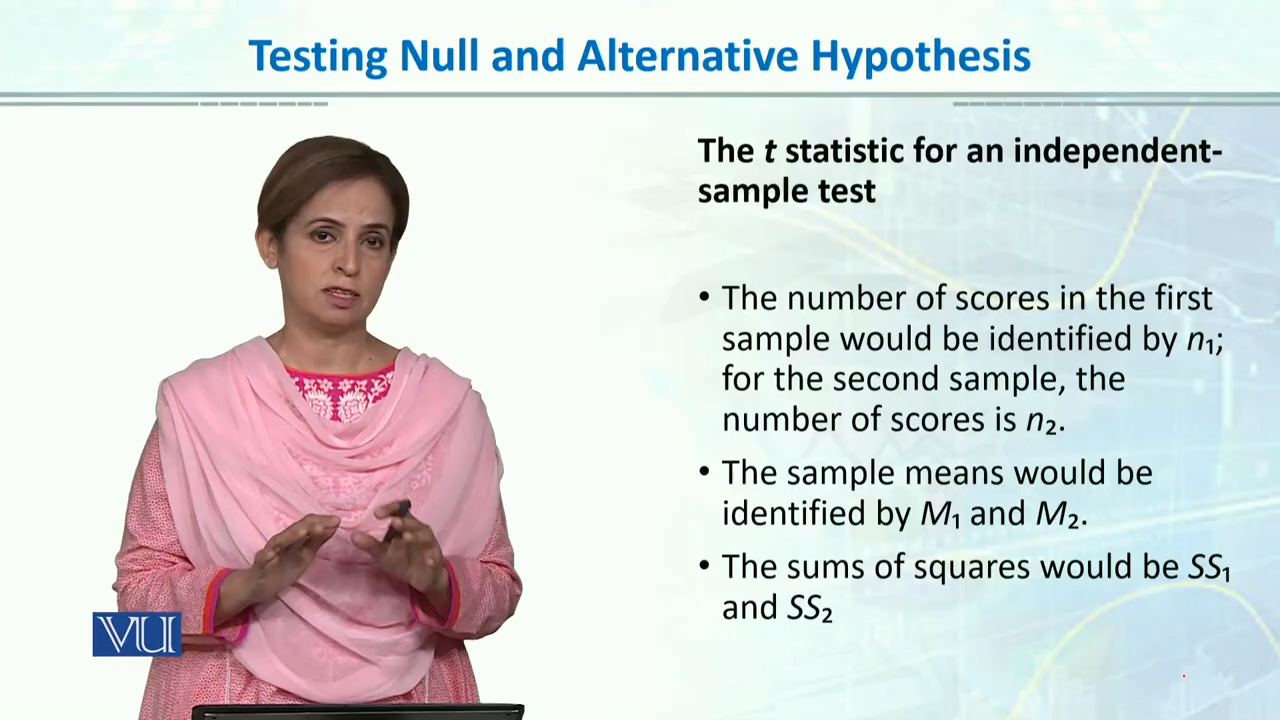 Testing Null and Alternative Hypothesis
The t statistic for an independent-
sample test
• The number of scores in the first
sample would be identified by n₁;
for the second sample, the
number of scores is n₂.
• The sample means would be
identified by M₁ and M₂.
• The sums of squares would be SS₁
and SS₂
VU